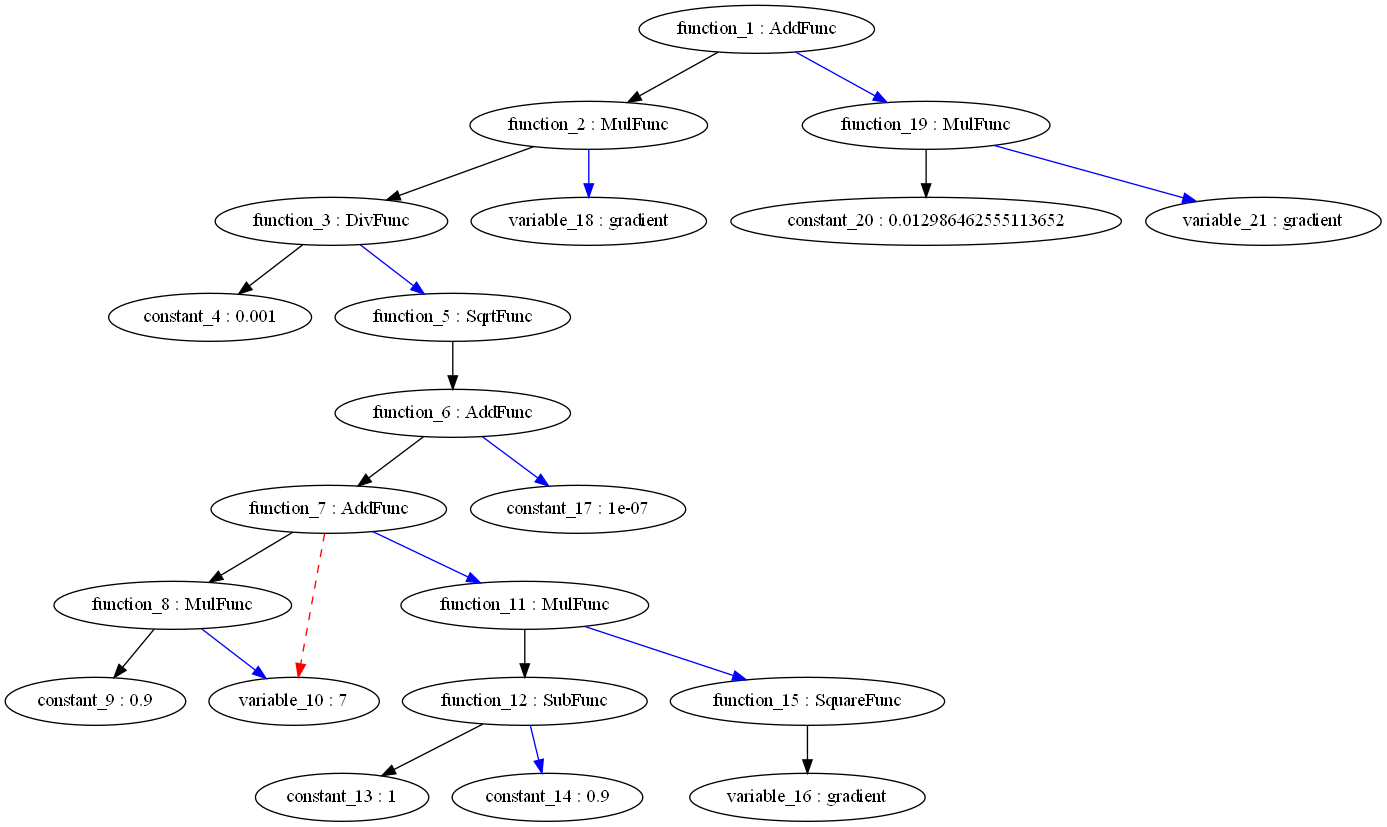 function_1 : AddFunc
function_2 : MulFunc
function_19 : MulFunc
function_3 : DivFunc
variable_18 : gradient
constant_20 : 0.012986462555113652
variable_21 : gradient
constant_4 : 0.001
function_5 : SqrtFunc
function_6 : AddFunc
function_7 : AddFunc
constant_17 : 1e-07
function_8 : MulFunc
function_11 : MulFunc
constant_9 : 0.9
variable_10 : 7
function_12 : SubFunc
function_15 : SquareFunc
constant_13 : 1
constant_14 : 0.9
variable_16 : gradient